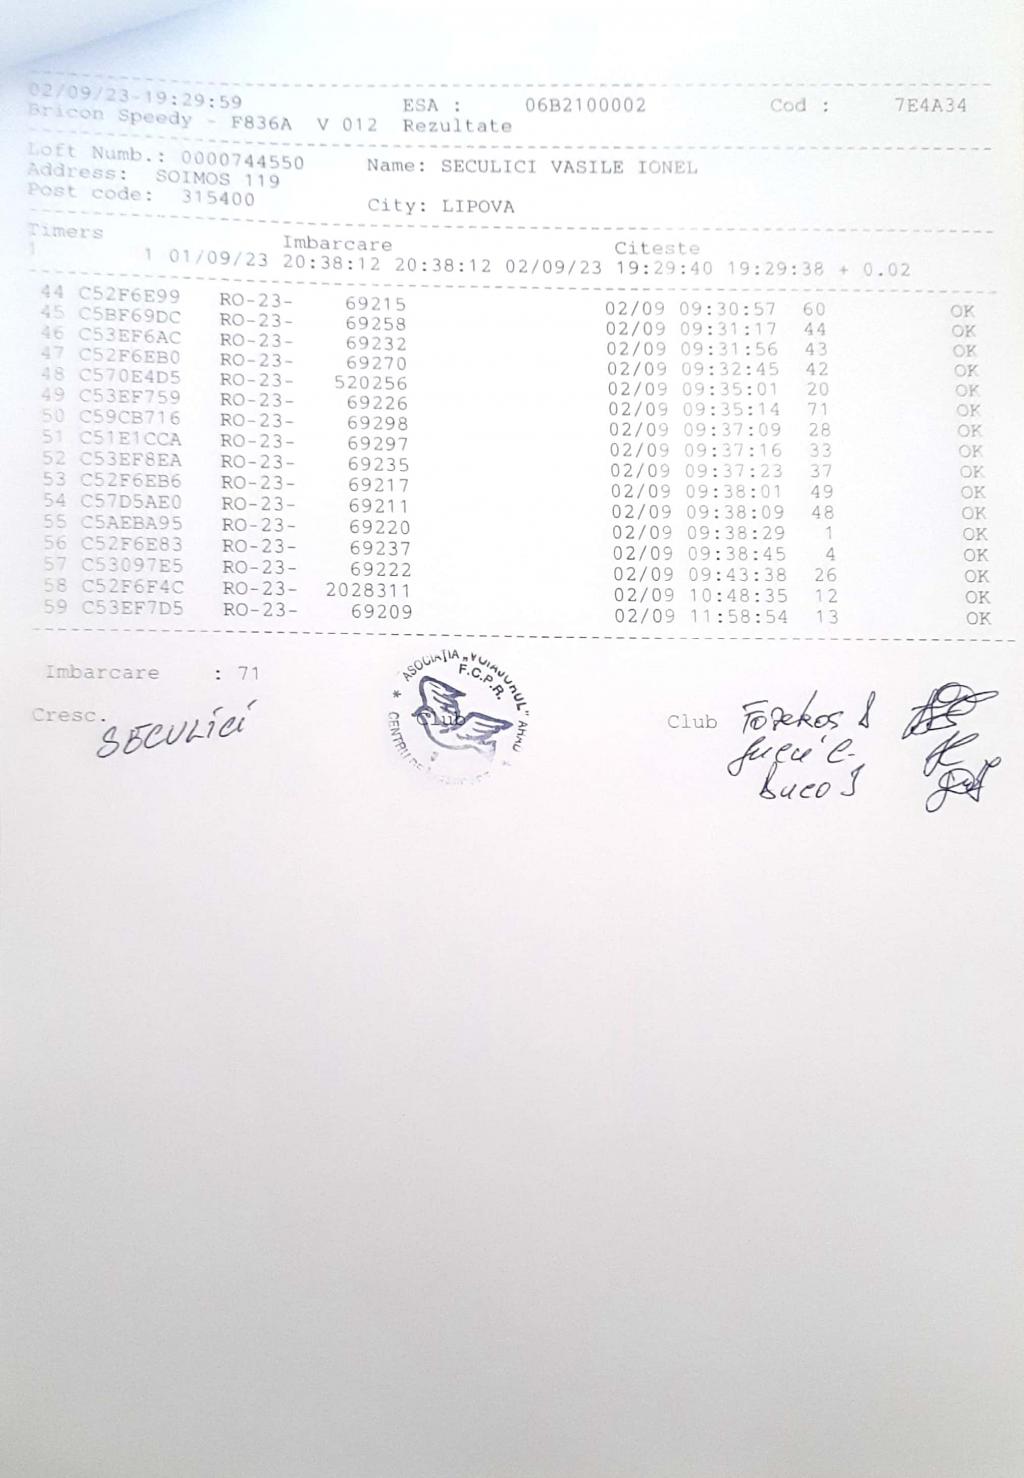 02/09/23-19:29:59 ESA : 06B2100002 Cod : 7E4A34
Bricon Speedy - F836A V 012 Rezultate
Loft Numb.: 0000744550 Name: SECULICI VASILE IONEL
Address: SOIMOS 119
Post code: 315400 City: LIPOVA
Timers Imbarcare Citeste
1 1 01/09/23 20:38:12 20:38:12 02/09/23 19:29:40 19:29:38 + 0.02
44 C52F6E99 RO-23- 69215 02/09 09:30:57 60 OK
45 C5BF69DC RO-23- 69258 02/09 09:31:17 44 OK
46 C53EF6AC RO-23- 69232 02/09 09:31:56 43 OK
47 C52F6EB0 RO-23- 69270 02/09 09:32:45 42 OK
48 C570E4D5 RO-23- 520256 02/09 09:35:01 20 OK
49 C53EF759 RO-23- 69226 02/09 09:35:14 71 OK
50 C59CB716 RO-23- 69298 02/09 09:37:09 28 OK
51 C51E1CCA RO-23- 69297 02/09 09:37:16 33 OK
52 C53EF8EA RO-23- 69235 02/09 09:37:23 37 OK
53 C52F6EB6 RO-23- 69217 02/09 09:38:01 49 OK
54 C57D5AE0 RO-23- 69211 02/09 09:38:09 48 OK
55 C5AEBA95 RO-23- 69220 02/09 09:38:29 1 OK
56 C52F6E83 RO-23- 69237 02/09 09:38:45 4 OK
57 C53097E5 RO-23- 69222 02/09 09:43:38 26 OK
58 C52F6F4C RO-23- 2028311 02/09 10:48:35 12 OK
59 C53EF7D5 RO-23- 69209 02/09 11:58:54 13 OK
Imbarcare : 71
ASOCIAȚIA „VOIAJORUL" ARAD
F.C.P.R.
Club
Cresc. SECULICI Club